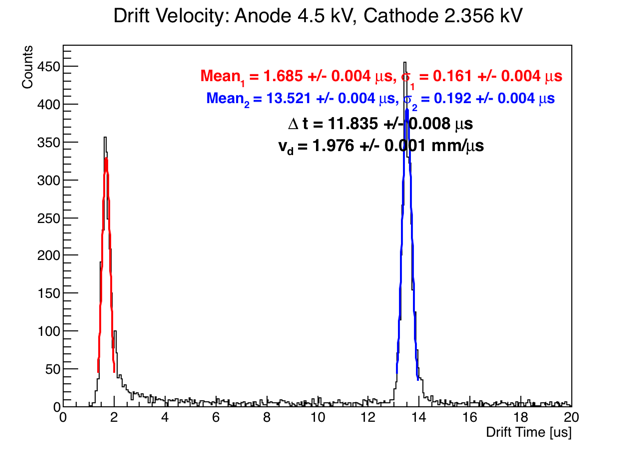 Drift Velocity: Anode 4.5 kV, Cathode 2.356 kV
Counts
Mean₁ = 1.685 +/- 0.004 μs, σ₁ = 0.161 +/- 0.004 μs
Mean₂ = 13.521 +/- 0.004 μs, σ₂ = 0.192 +/- 0.004 μs
Δ t = 11.835 +/- 0.008 μs
v_d = 1.976 +/- 0.001 mm/μs
450
400
350
300
250
200
150
100
50
0
0 2 4 6 8 10 12 14 16 18 20
Drift Time [us]